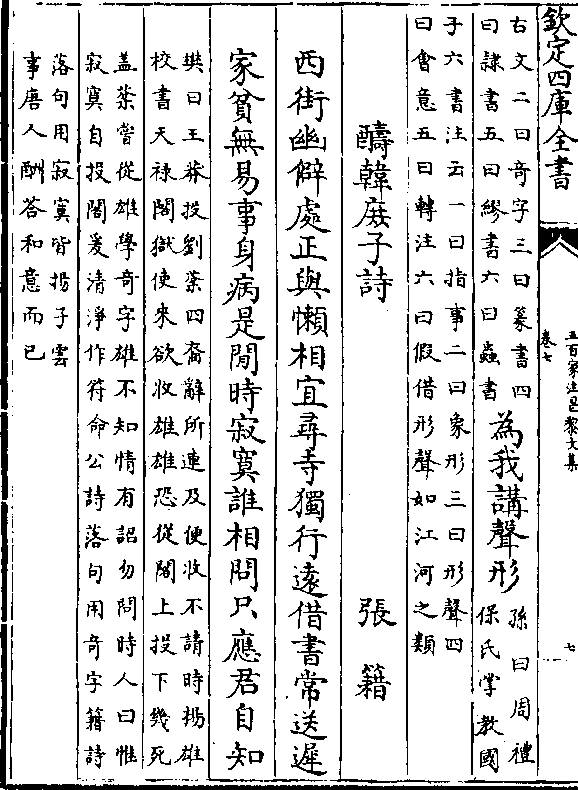 欽定四庫全書
五百家注昌黎文集
卷七
七
古文二曰奇字三曰篆書四
曰隸書五曰繆書六曰蟲書
為我講聲形
孫曰周禮
保氏掌教國
子六書注云一曰指事二曰象形三曰形聲四
曰會意五曰轉注六曰假借形聲如江河之類
醻韓庶子詩
張籍
西街幽僻處正與懶相宜尋寺獨行遠借書常送遲
家貧無易事身病是閒時寂寞誰相問只應君自知
樊曰王莽投劉棻四裔辭所連及便收不請時揚雄
校書天禄閣獄使來欲收雄雄恐從閣上投下幾死
盖棻嘗從雄學奇字雄不知情有詔勿問時人曰惟
寂寞自投閣爰清淨作符命公詩落句用奇字籍詩
落句用寂寞皆揚子雲
事唐人酬答和意而已